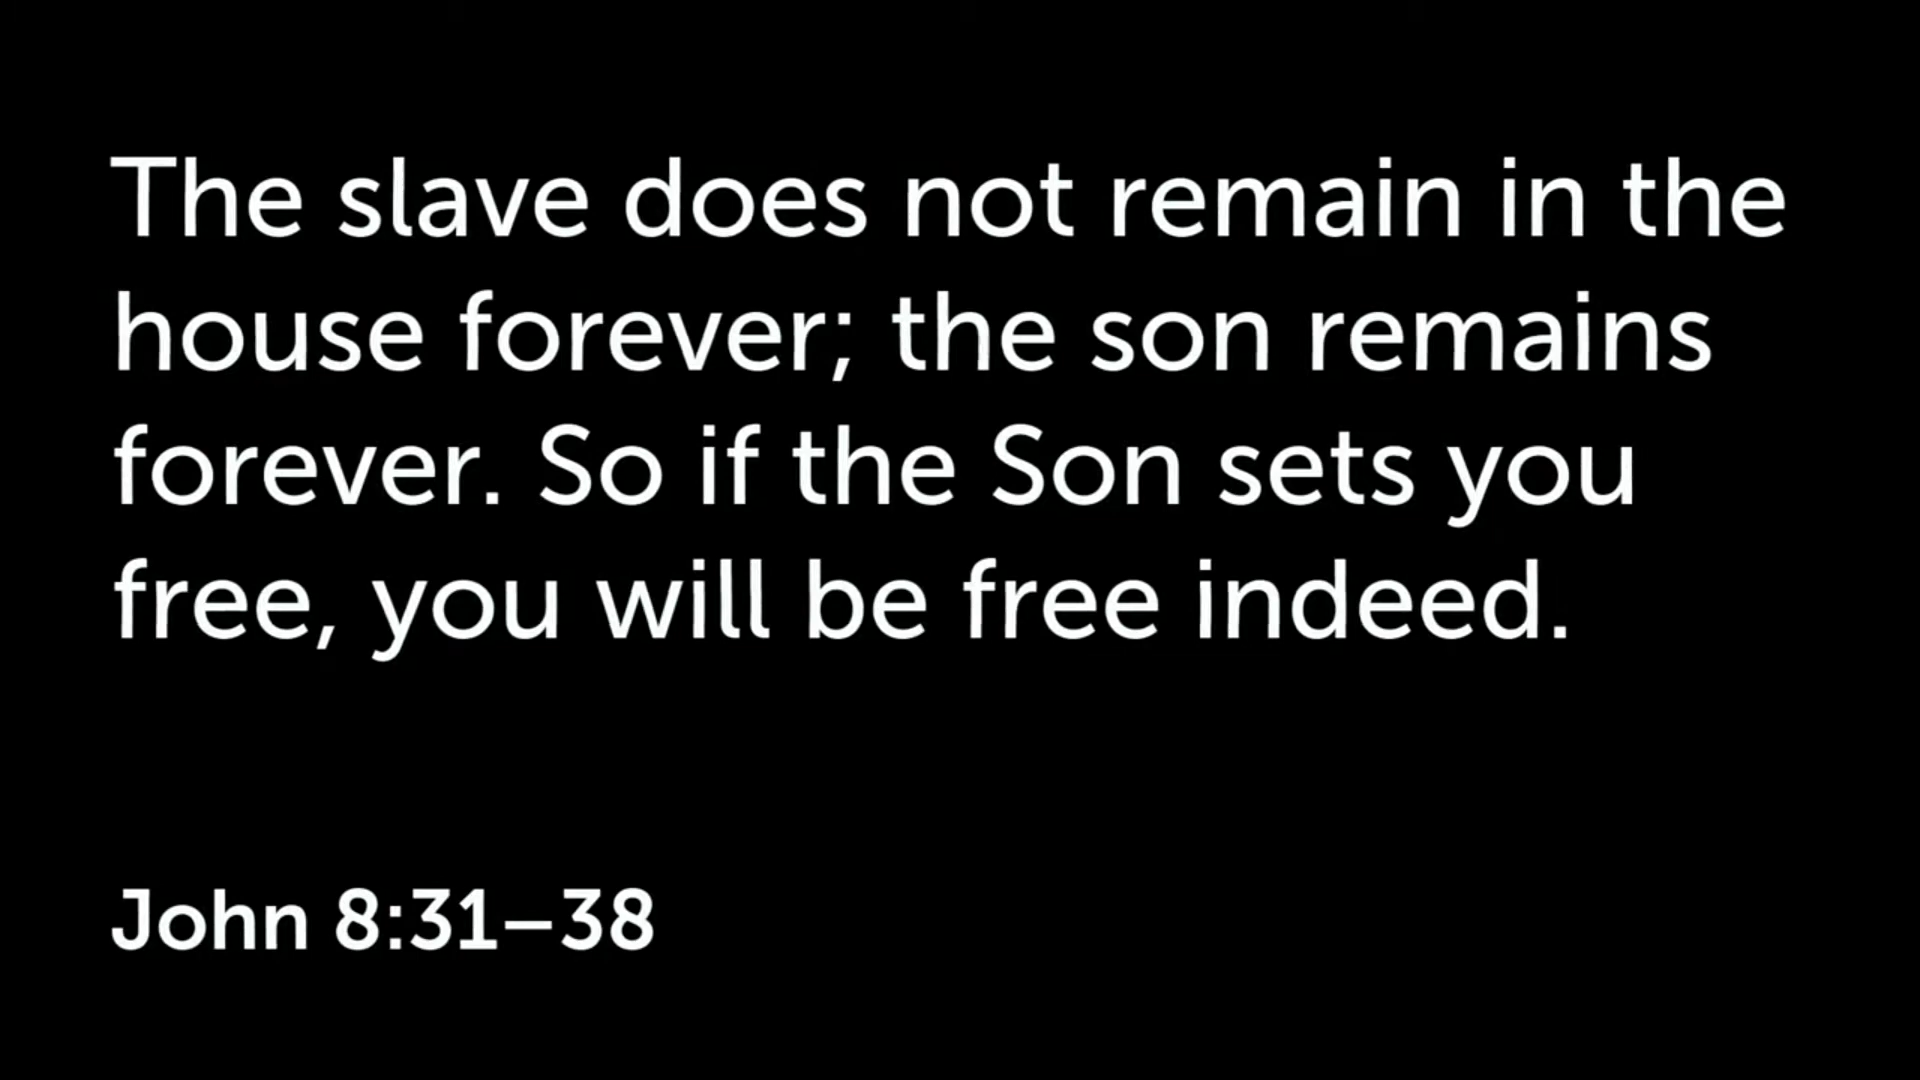 The slave does not remain in the
house forever; the son remains
forever. So if the Son sets you
free, you will be free indeed.
John 8:31–38